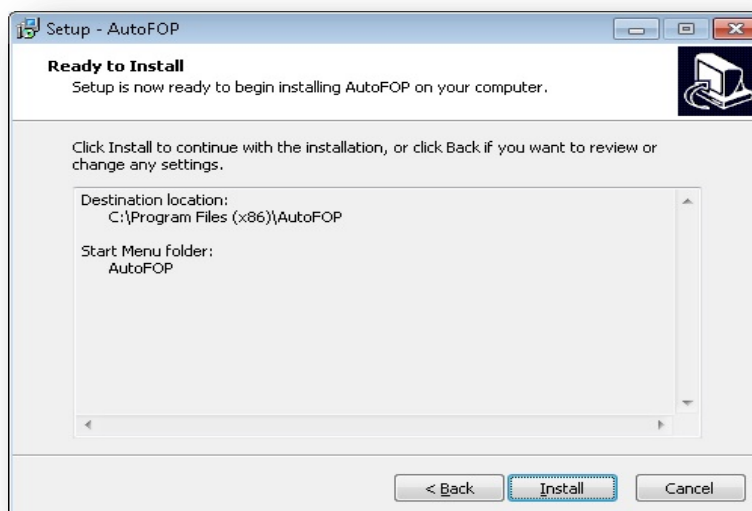 Setup - AutoFOP
Ready to Install
Setup is now ready to begin installing AutoFOP on your computer.
Click Install to continue with the installation, or click Back if you want to review or
change any settings.
Destination location:
C:\Program Files (x86)\AutoFOP
Start Menu folder:
AutoFOP
< Back Install Cancel